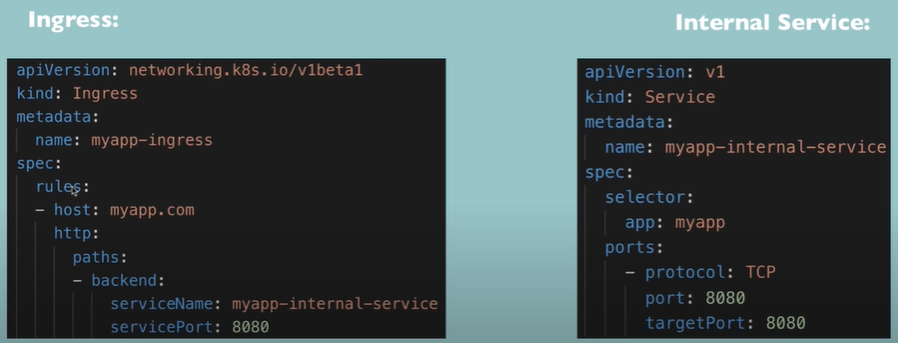 Ingress:
apiVersion: networking.k8s.io/v1beta1
kind: Ingress
metadata:
  name: myapp-ingress
spec:
  rules:
  - host: myapp.com
    http:
      paths:
      - backend:
          serviceName: myapp-internal-service
          servicePort: 8080
Internal Service:
apiVersion: v1
kind: Service
metadata:
  name: myapp-internal-service
spec:
  selector:
    app: myapp
  ports:
    - protocol: TCP
      port: 8080
      targetPort: 8080